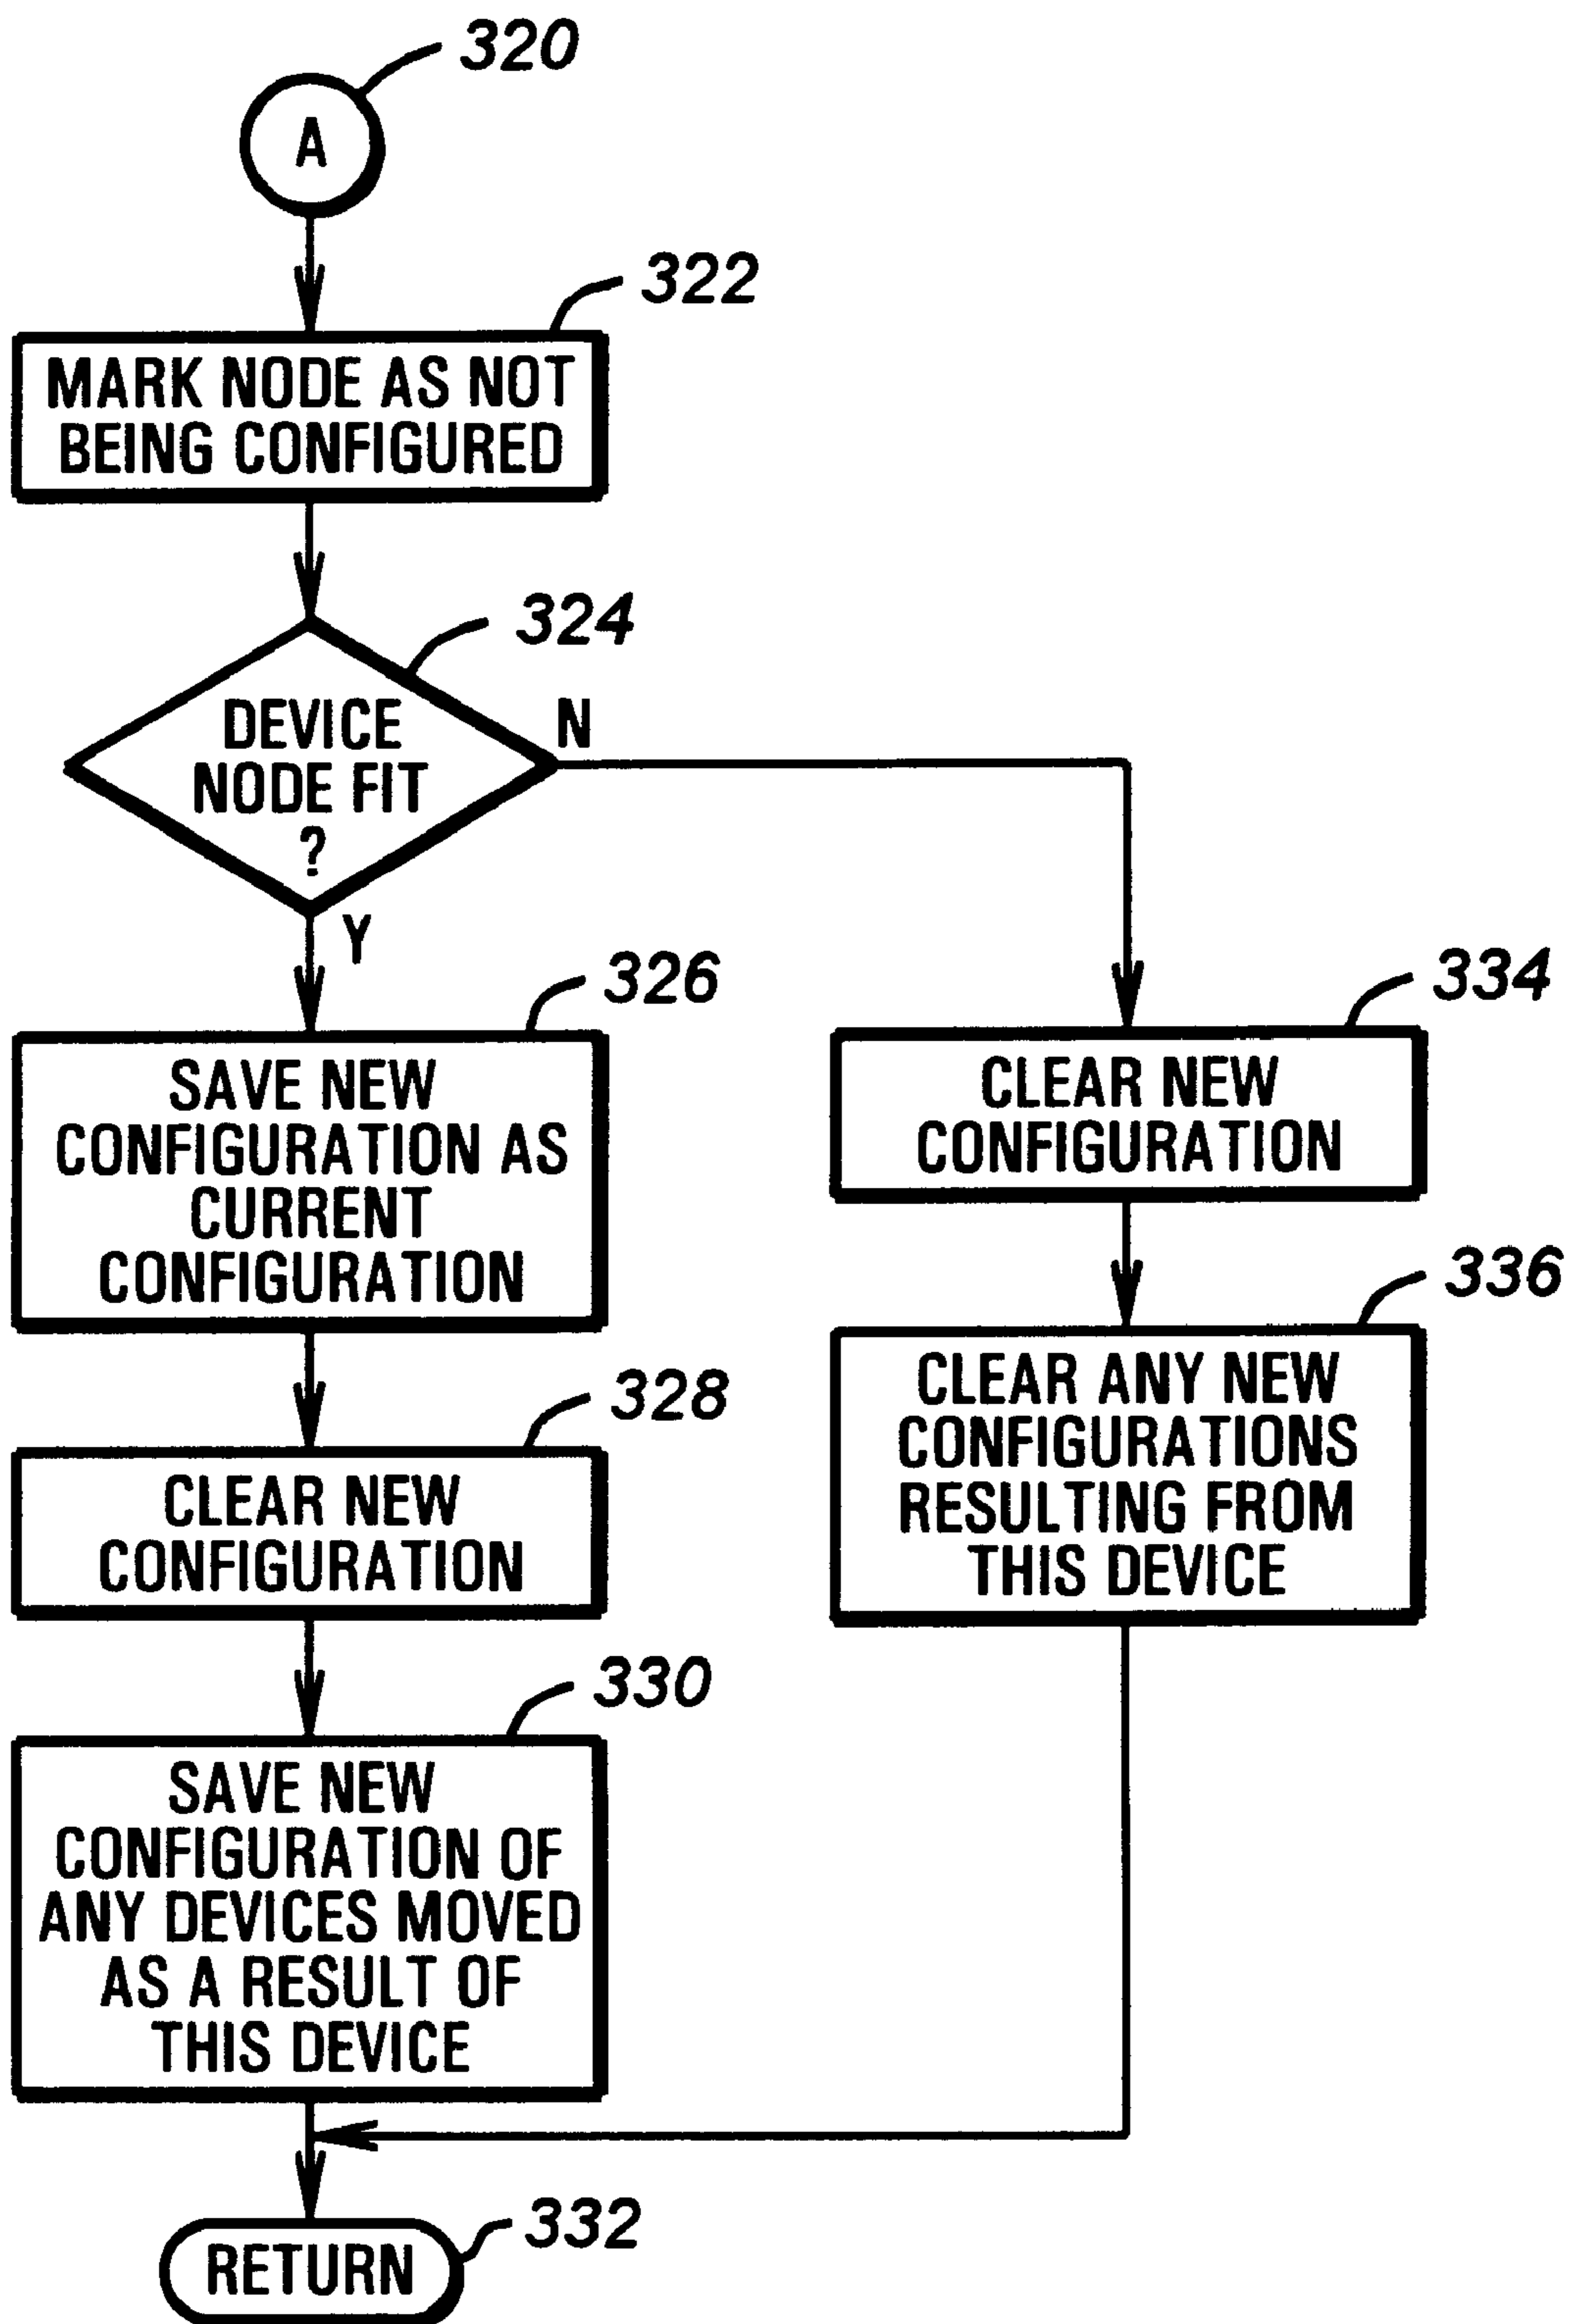 320
A
322
MARK NODE AS NOT
BEING CONFIGURED
324
DEVICE
NODE FIT
?
N
Y
326
SAVE NEW
CONFIGURATION AS
CURRENT
CONFIGURATION
334
CLEAR NEW
CONFIGURATION
336
CLEAR ANY NEW
CONFIGURATIONS
RESULTING FROM
THIS DEVICE
328
CLEAR NEW
CONFIGURATION
330
SAVE NEW
CONFIGURATION OF
ANY DEVICES MOVED
AS A RESULT OF
THIS DEVICE
332
RETURN